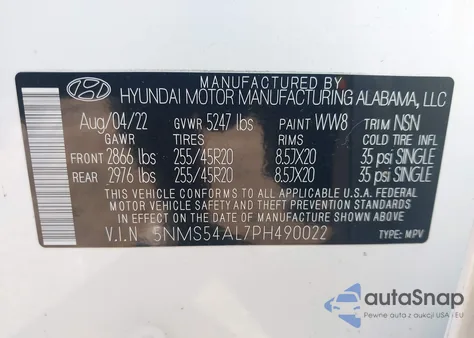 MANUFACTURED BY
HYUNDAI MOTOR MANUFACTURING ALABAMA, LLC
Aug/04/22 GVWR 5247 lbs PAINT WW8 TRIM NSN
GAWR TIRES RIMS COLD TIRE INFL
FRONT 2866 lbs 255/45R20 8.5JX20 35 psi SINGLE
REAR 2976 lbs 255/45R20 8.5JX20 35 psi SINGLE
THIS VEHICLE CONFORMS TO ALL APPLICABLE U.S.A. FEDERAL
MOTOR VEHICLE SAFETY, BUMPER, AND THEFT PREVENTION
STANDARDS IN EFFECT ON THE DATE OF MANUFACTURE SHOWN ABOVE.
V.I.N 5NMS54AL7PH490022 TYPE: MPV
autoSnap
Pewne auta z aukcji USA i EU